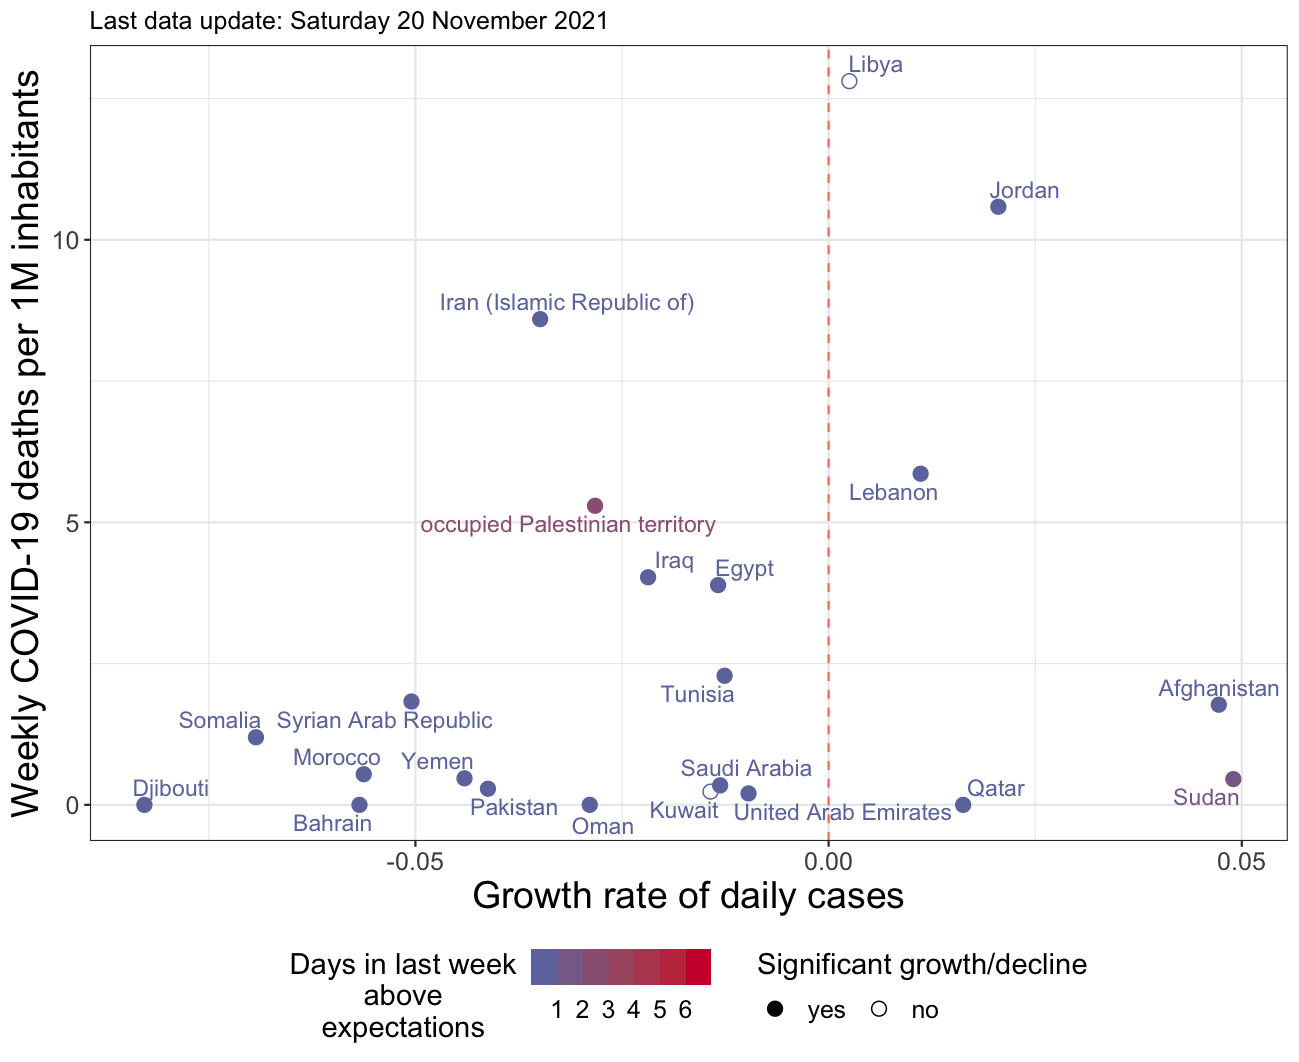 Last data update: Saturday 20 November 2021
Weekly COVID-19 deaths per 1M inhabitants
10
5
0
Libya
Jordan
Iran (Islamic Republic of)
Lebanon
occupied Palestinian territory
Iraq
Egypt
Tunisia
Afghanistan
Somalia
Syrian Arab Republic
Morocco
Yemen
Saudi Arabia
Djibouti
Qatar
Sudan
Pakistan
Kuwait
United Arab Emirates
Bahrain
Oman
-0.05
0.00
0.05
Growth rate of daily cases
Days in last week
above
expectations
1 2 3 4 5 6
Significant growth/decline
yes
no